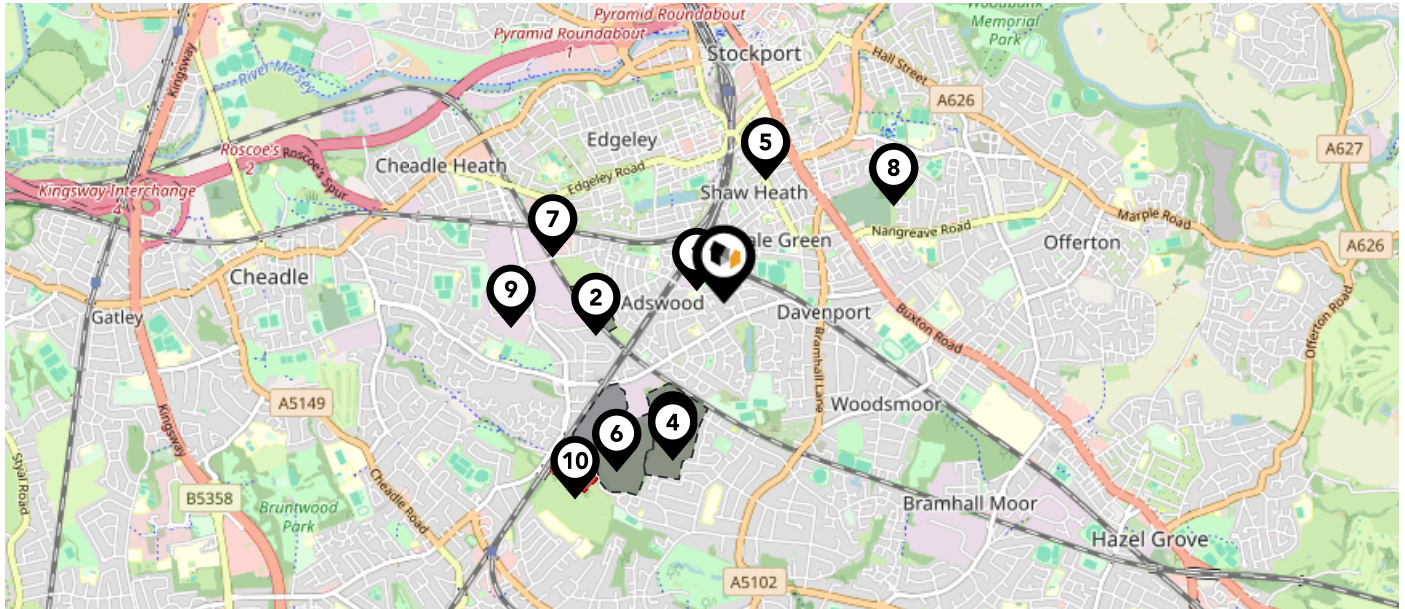 Pyramid Roundabout
Pyramid Roundabout
1
Woodbank
Memorial
Park
Kingsway
Stockport
Hall Street
River Mersey
A626
Edgeley
5
A627
Roscoe's
2
Roscoe's Spur
Cheadle Heath
8
Edgeley Road
Kingsway Interchange
4
Shaw Heath
7
Marple Road
Nangreave Road
ale Green
Offerton
A626
Cheadle
9
2
Adswood
Gatley
Davenport
Buxton Road
Offerton Road
Bramhall Lane
A5149
Woodsmoor
Kingsway
4
6
10
Styal Road
B5358
Cheadle Road
Bruntwood
Park
Bramhall Moor
Hazel Grove
A5102